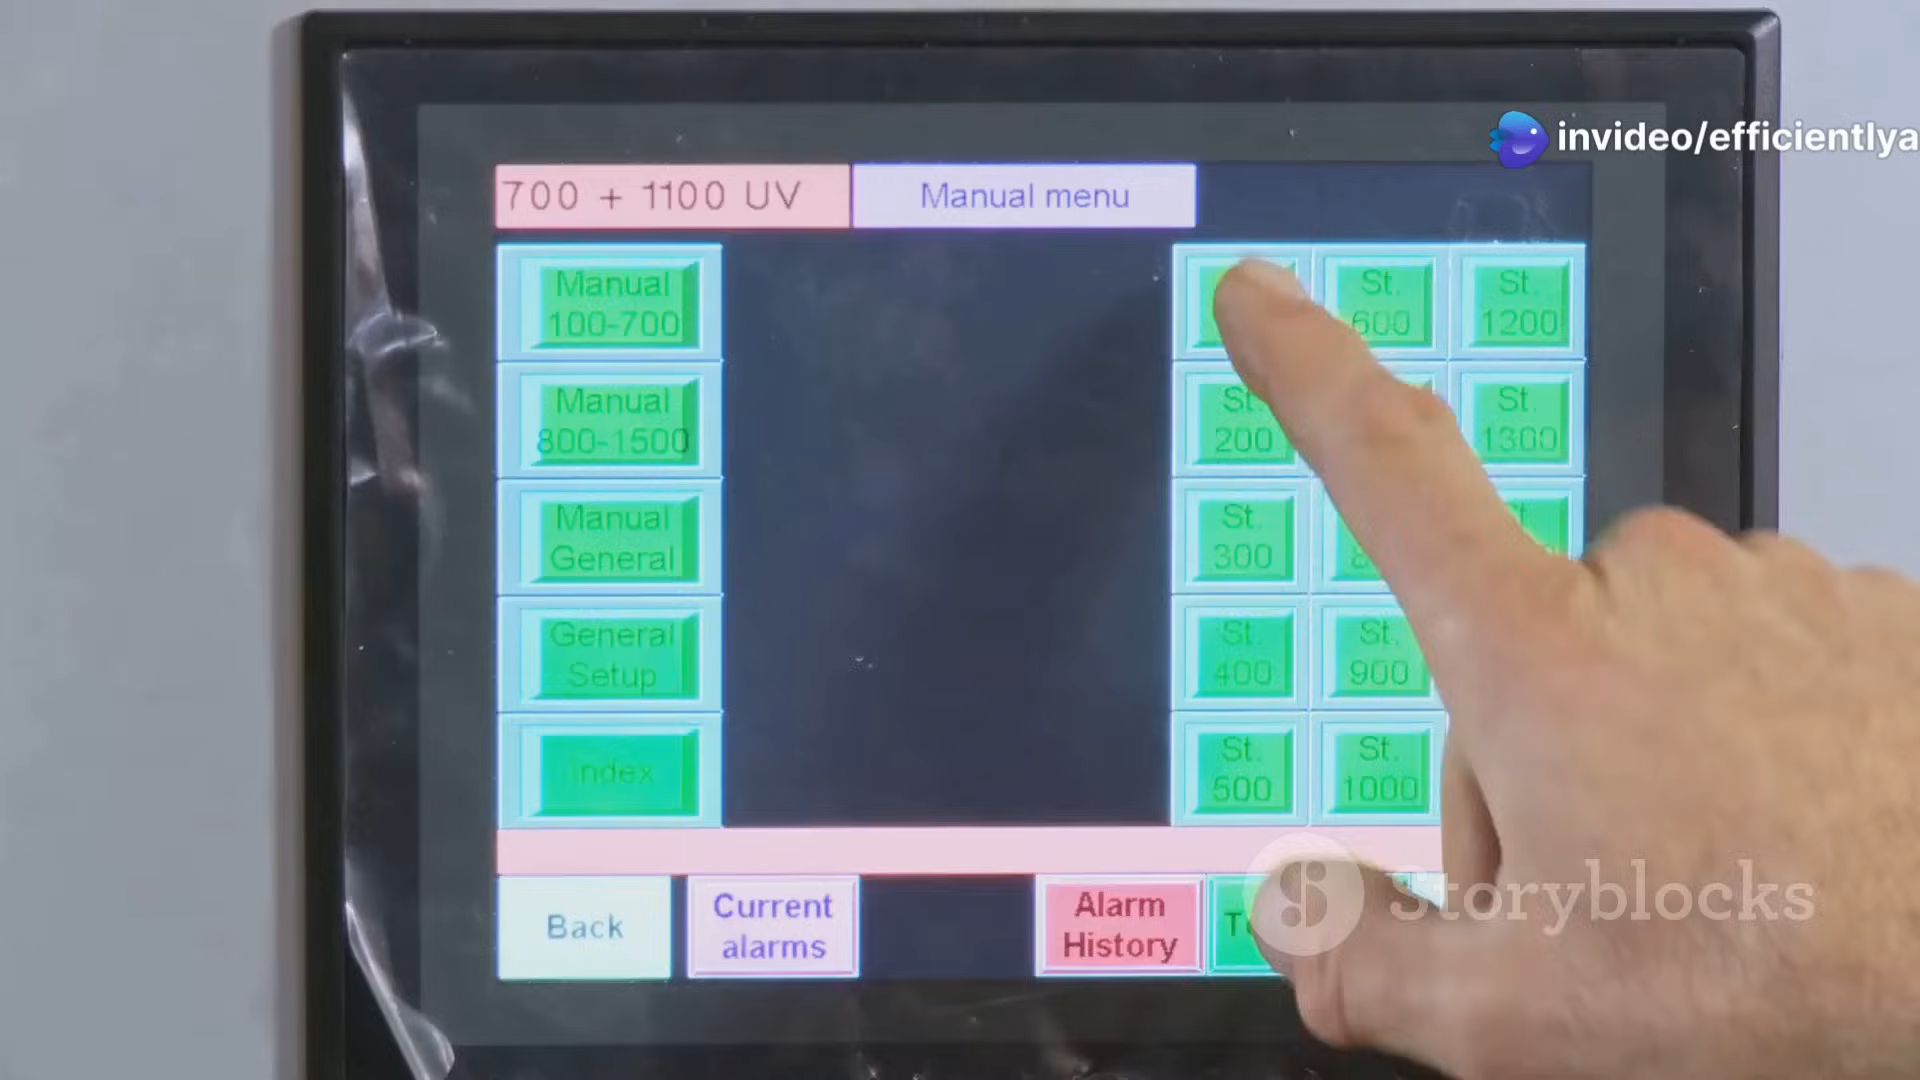 invideo/efficientlya
700 + 1100 UV
Manual menu
Manual
100-700
St.
600
St.
1200
Manual
800-1500
St.
200
St.
1300
Manual
General
St.
300
General
Setup
St.
400
St.
900
Index
St.
500
St.
1000
Back
Current
alarms
Alarm
History
Storyblocks